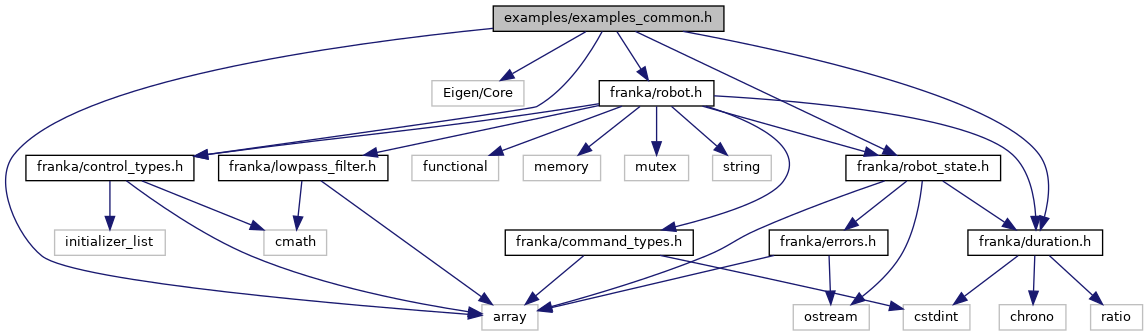 examples/examples_common.h
Eigen/Core
franka/robot.h
franka/control_types.h
franka/lowpass_filter.h
functional
memory
mutex
string
franka/robot_state.h
initializer_list
cmath
franka/command_types.h
franka/errors.h
franka/duration.h
array
ostream
cstdint
chrono
ratio